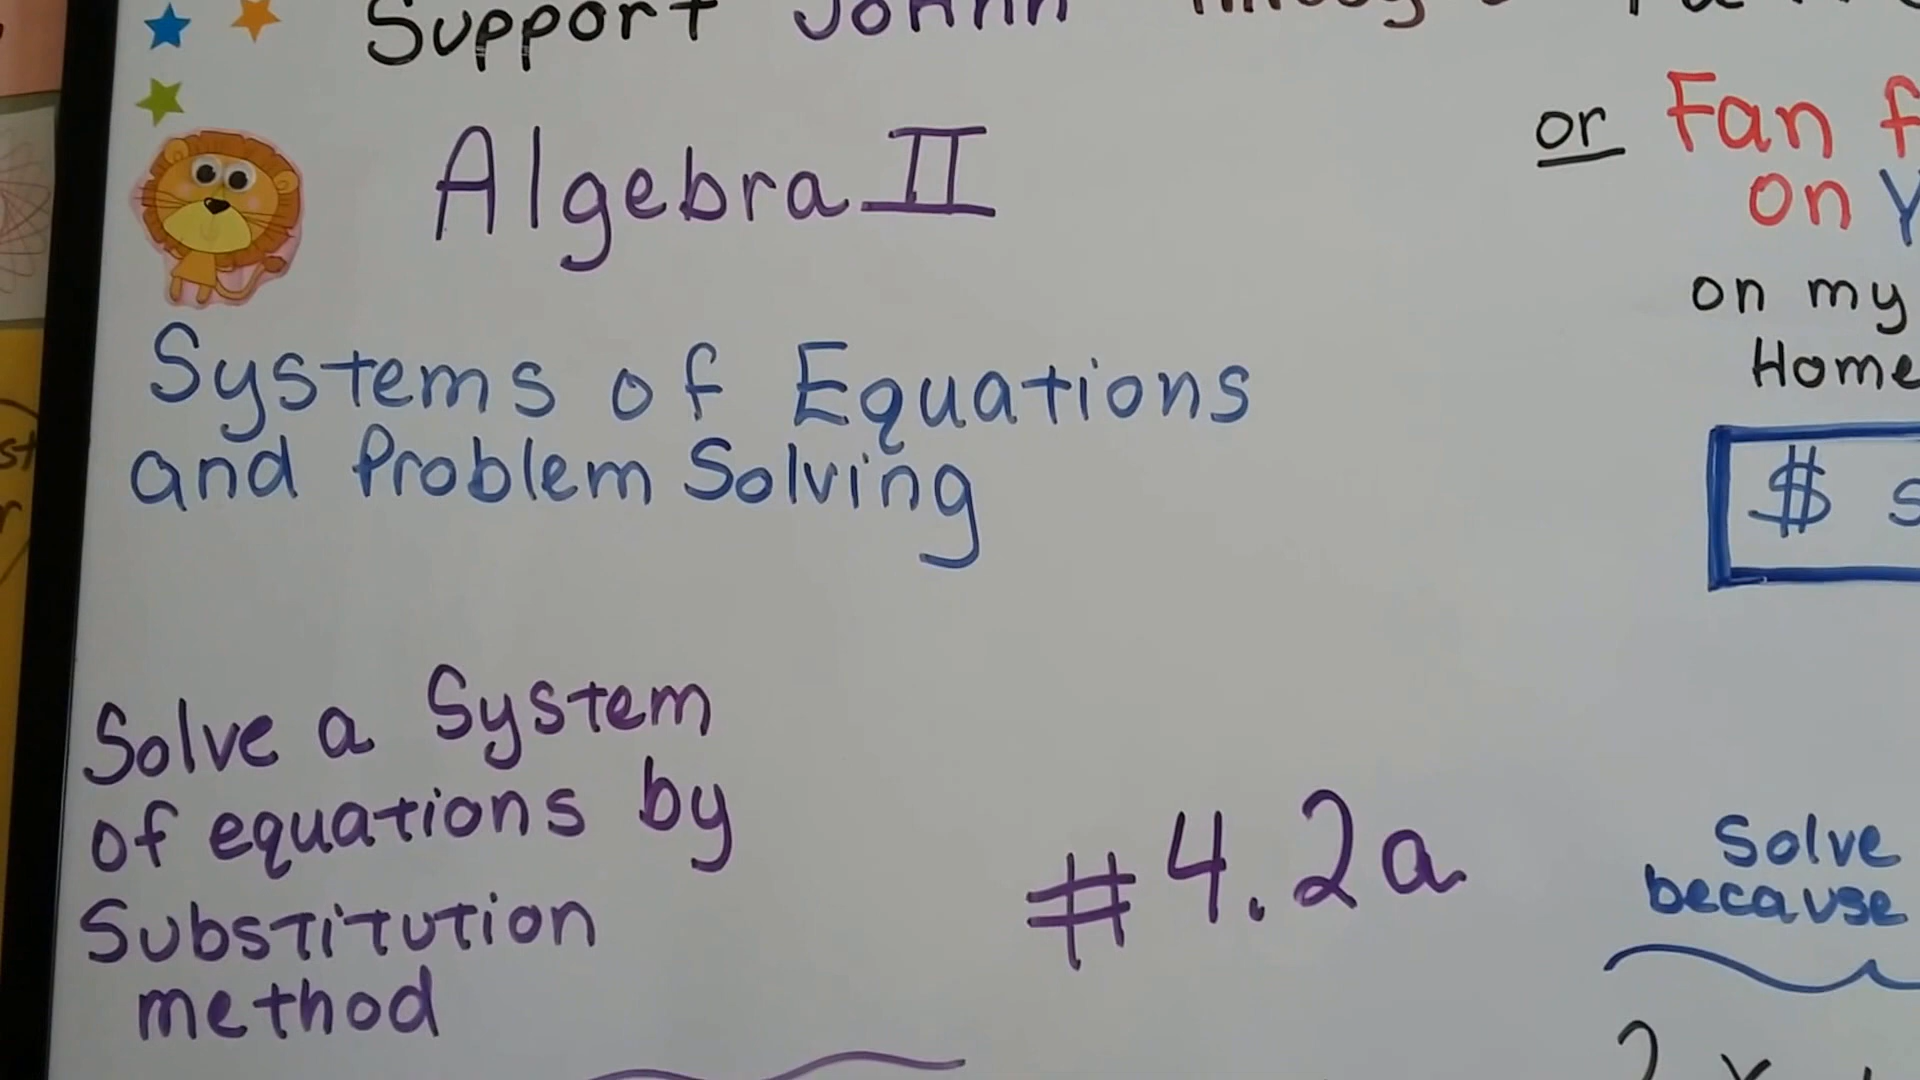 Support JoAnn
Algebra II
or Fan
on
on my
Home
Systems of Equations
and Problem Solving
$
Solve a System
of equations by
Substitution
method
#4.2a
Solve
because